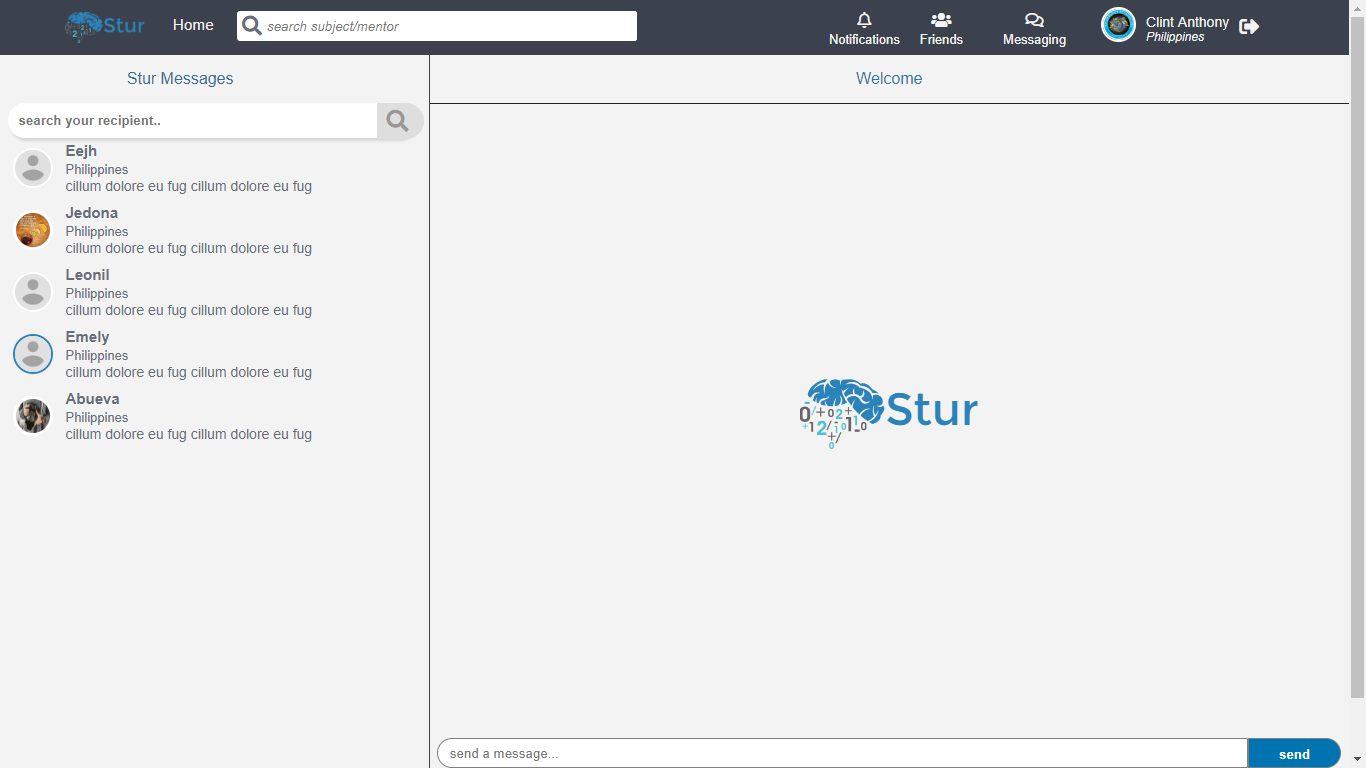 Stur
Home
search subject/mentor
Notifications
Friends
Messaging
Clint Anthony
Philippines
Stur Messages
Welcome
search your recipient..
Eejh
Philippines
cillum dolore eu fug cillum dolore eu fug
Jedona
Philippines
cillum dolore eu fug cillum dolore eu fug
Leonil
Philippines
cillum dolore eu fug cillum dolore eu fug
Emely
Philippines
cillum dolore eu fug cillum dolore eu fug
Abueva
Philippines
cillum dolore eu fug cillum dolore eu fug
Stur
send a message...
send